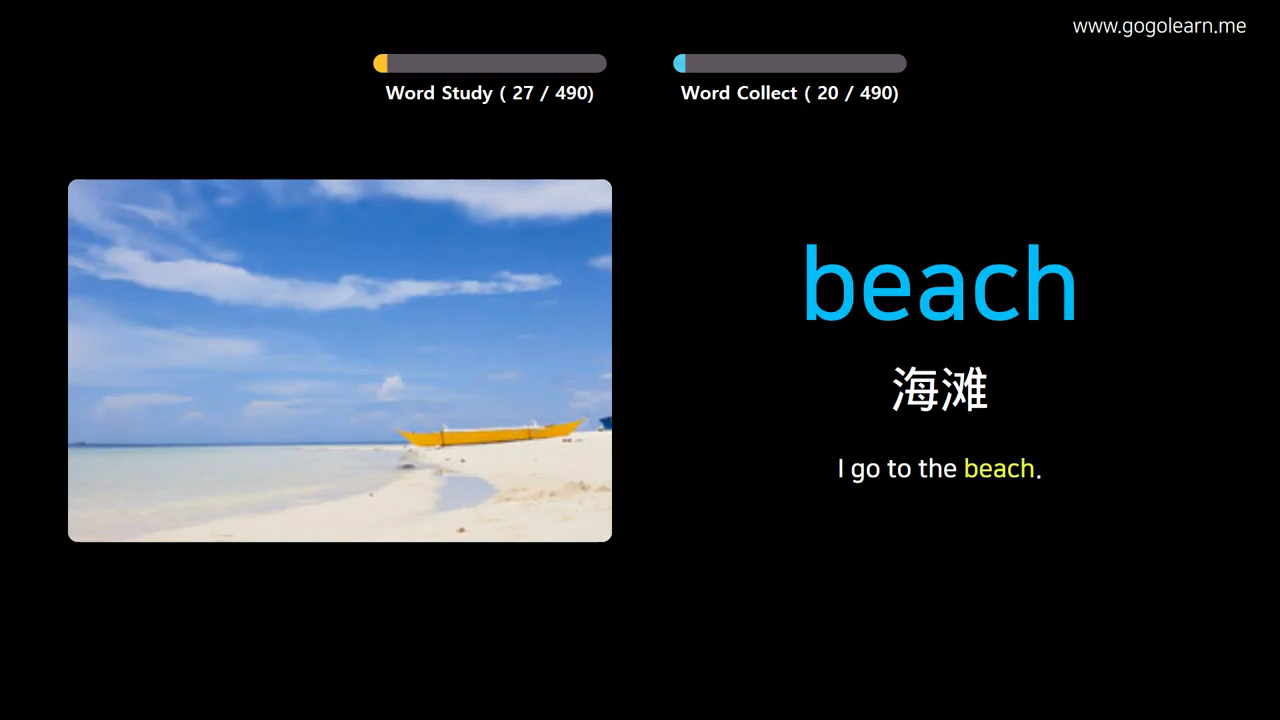 www.gogolearn.me
Word Study ( 27 / 490)
Word Collect ( 20 / 490)
beach
海滩
I go to the beach.